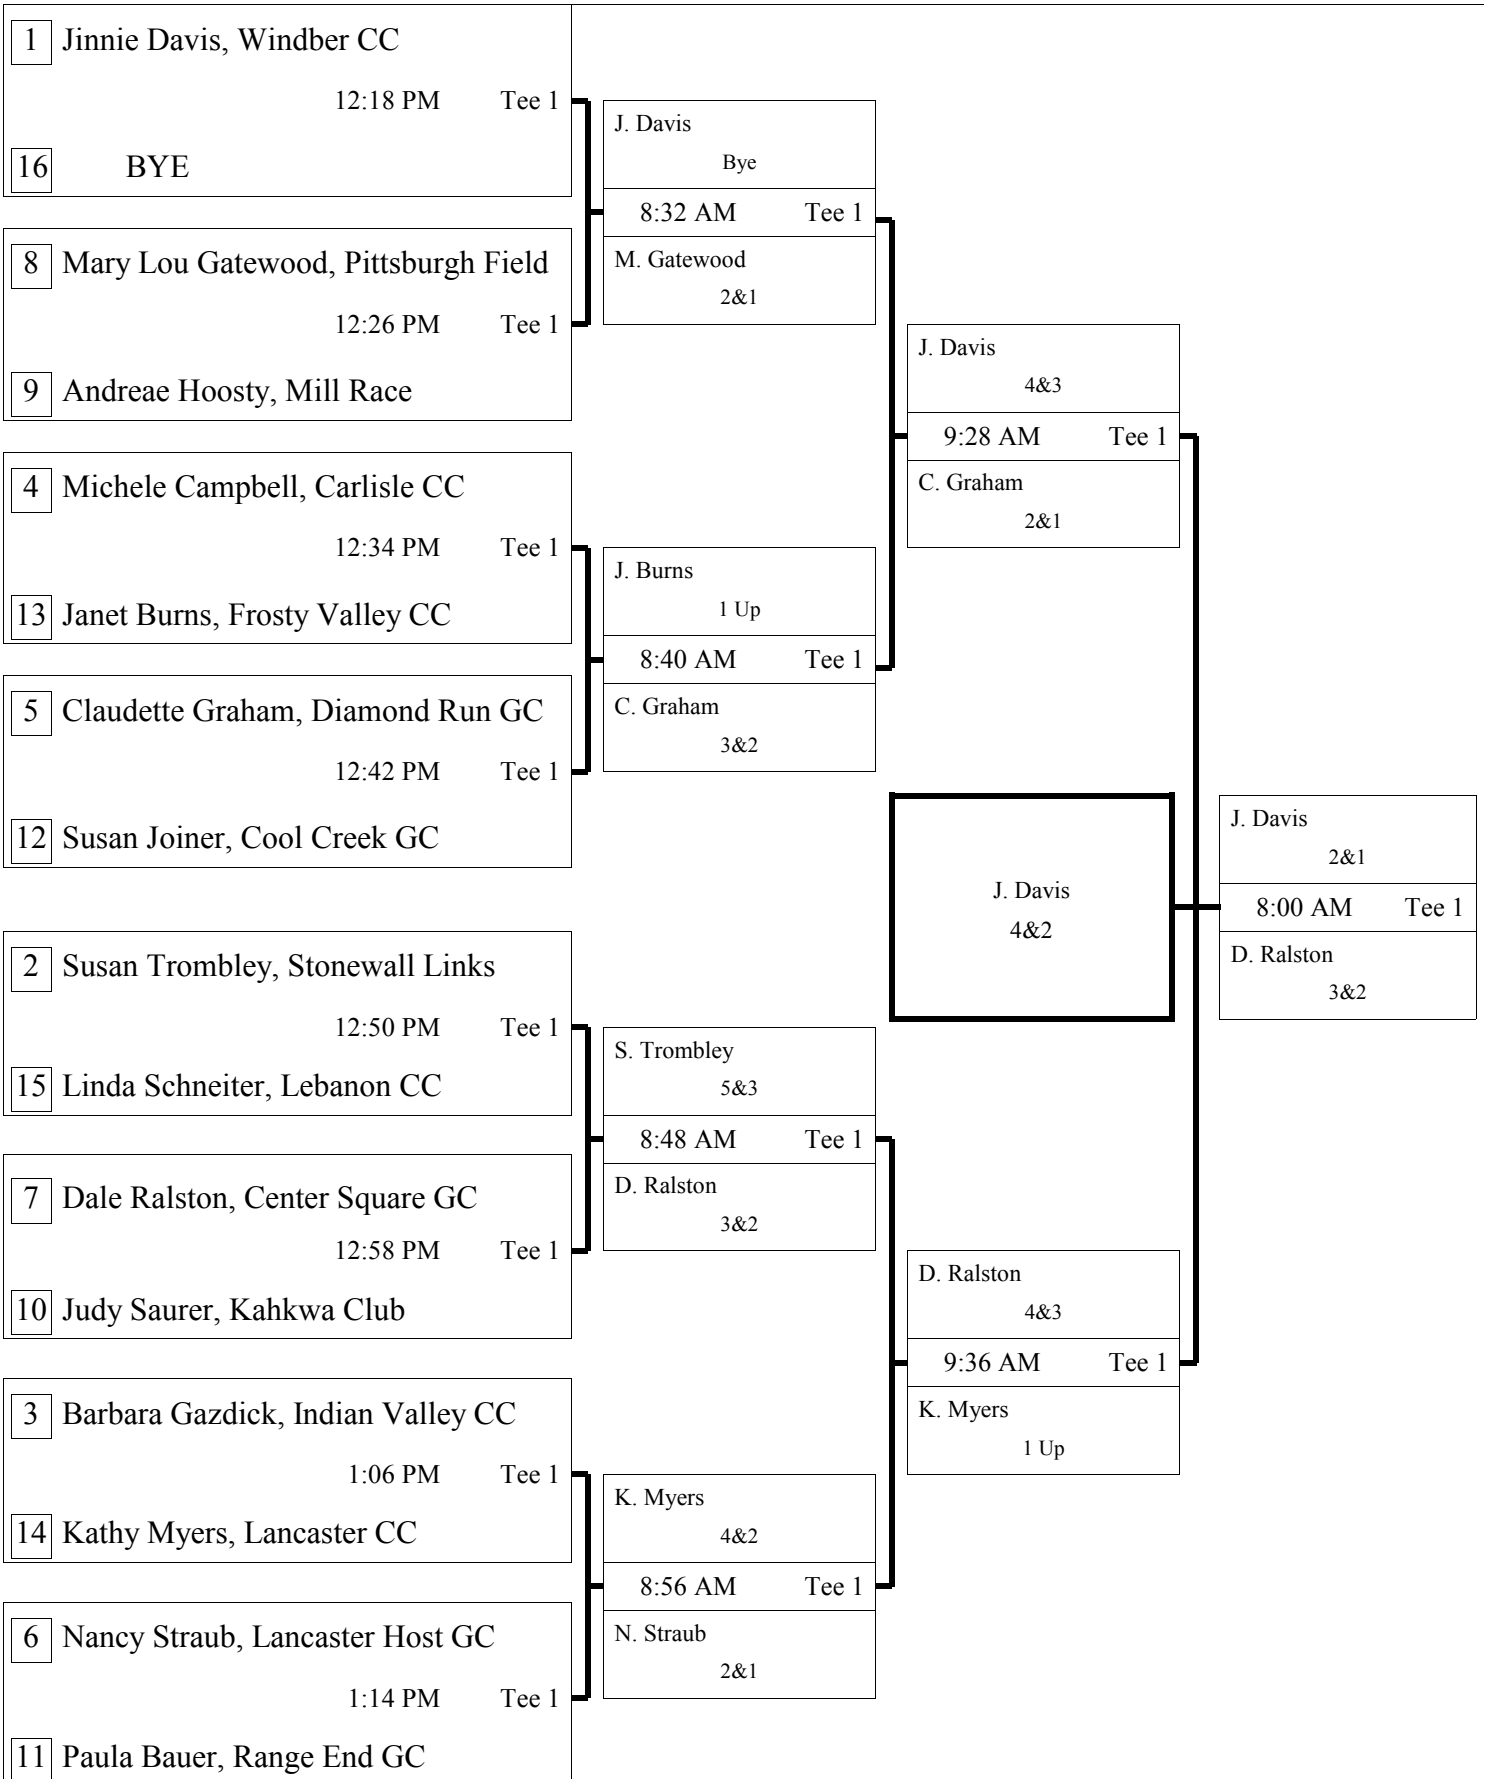 1 Jinnie Davis, Windber CC
12:18 PM Tee 1
16 BYE
8 Mary Lou Gatewood, Pittsburgh Field
12:26 PM Tee 1
9 Andreae Hoosty, Mill Race
4 Michele Campbell, Carlisle CC
12:34 PM Tee 1
13 Janet Burns, Frosty Valley CC
5 Claudette Graham, Diamond Run GC
12:42 PM Tee 1
12 Susan Joiner, Cool Creek GC
2 Susan Trombley, Stonewall Links
12:50 PM Tee 1
15 Linda Schneiter, Lebanon CC
7 Dale Ralston, Center Square GC
12:58 PM Tee 1
10 Judy Saurer, Kahkwa Club
3 Barbara Gazdick, Indian Valley CC
1:06 PM Tee 1
14 Kathy Myers, Lancaster CC
6 Nancy Straub, Lancaster Host GC
1:14 PM Tee 1
11 Paula Bauer, Range End GC
J. Davis
Bye
8:32 AM Tee 1
M. Gatewood
2&1
J. Burns
1 Up
8:40 AM Tee 1
C. Graham
3&2
S. Trombley
5&3
8:48 AM Tee 1
D. Ralston
3&2
K. Myers
4&2
8:56 AM Tee 1
N. Straub
2&1
J. Davis
4&3
9:28 AM Tee 1
C. Graham
2&1
D. Ralston
4&3
9:36 AM Tee 1
K. Myers
1 Up
J. Davis
2&1
8:00 AM Tee 1
D. Ralston
3&2
J. Davis
4&2